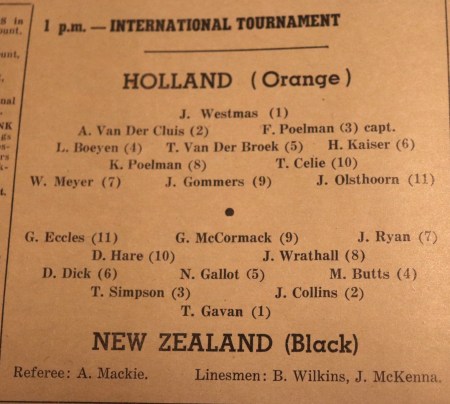 1 p.m. — INTERNATIONAL TOURNAMENT
HOLLAND (Orange)
J. Westmas (1)
A. Van Der Cluis (2) F. Poelman (3) capt.
L. Boeyen (4) T. Van Der Broek (5) H. Kaiser (6)
K. Poelman (8) T. Celie (10)
W. Meyer (7) J. Gommers (9) J. Olsthoorn (11)
G. Eccles (11) G. McCormack (9) J. Ryan (7)
D. Hare (10) J. Wrathall (8)
D. Dick (6) N. Gallot (5) M. Butts (4)
T. Simpson (3) J. Collins (2)
T. Gavan (1)
NEW ZEALAND (Black)
Referee: A. Mackie. Linesmen: B. Wilkins, J. McKenna.